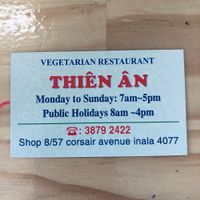 VEGETARIAN RESTAURANT
THIÊN ÂN
Monday to Sunday: 7am~5pm
Public Holidays 8am ~4pm
☎: 3879 2422
Shop 8/57 corsair avenue inala 4077